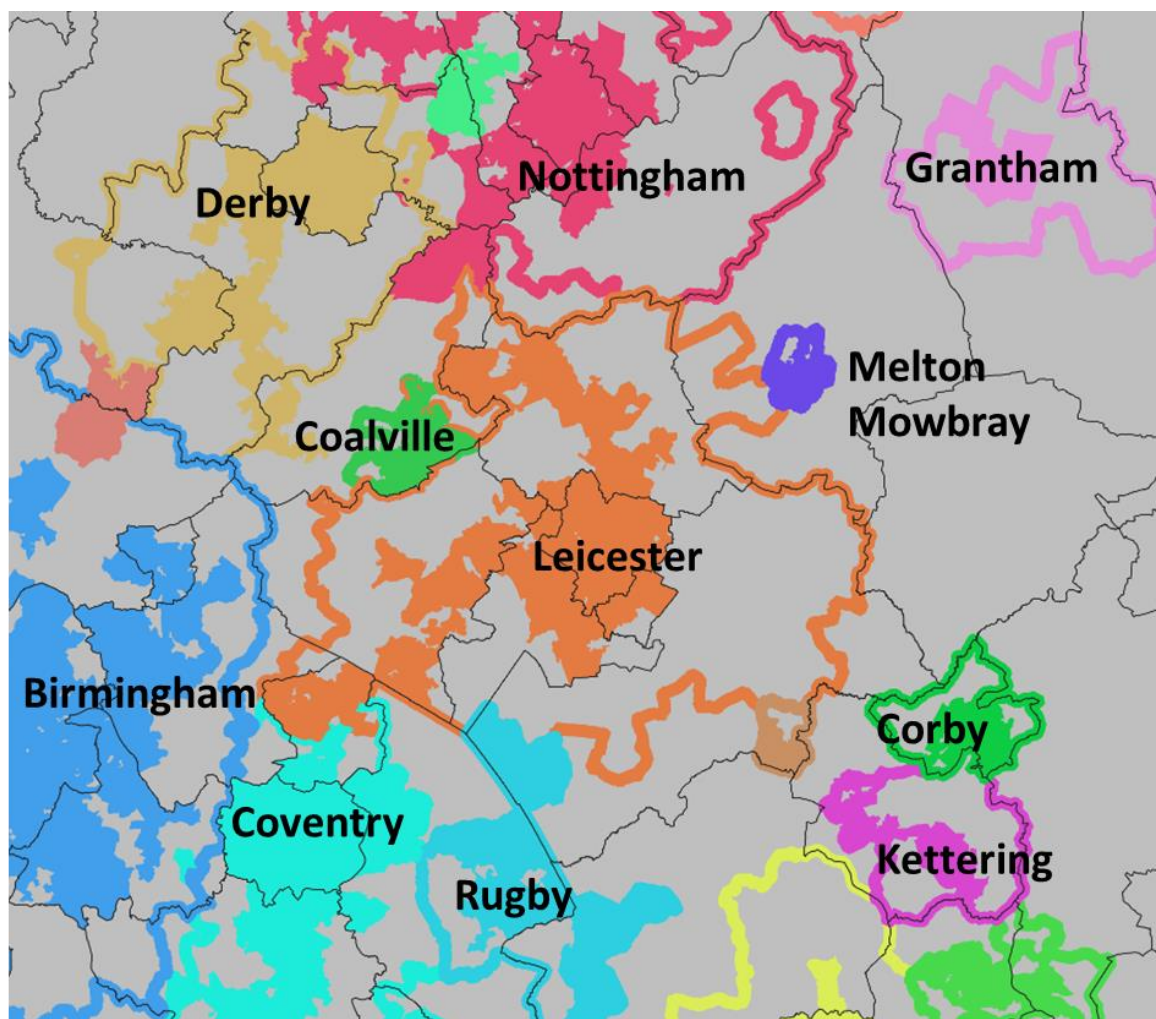 Nottingham
Grantham
Derby
Melton
Mowbray
Coalville
Leicester
Birmingham
Corby
Coventry
Kettering
Rugby